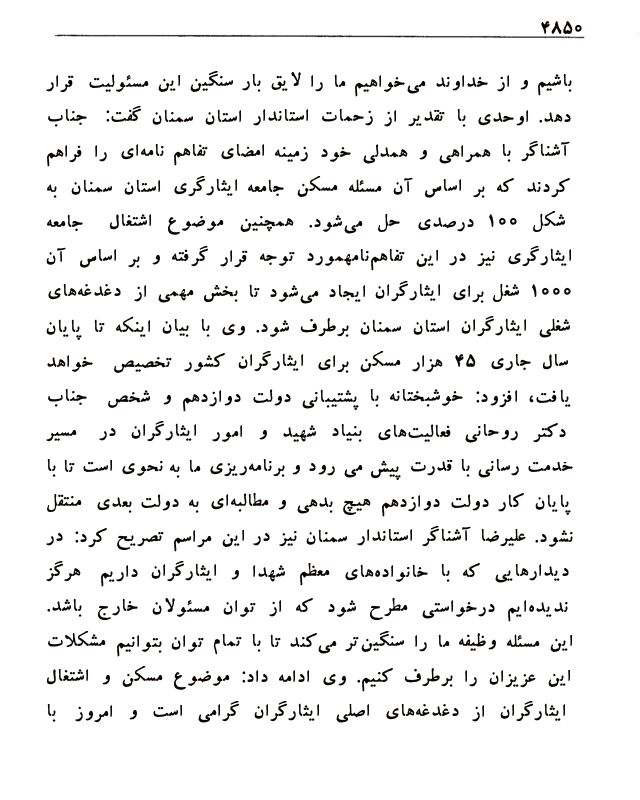 ۴۸۵۰
باشیم و از خداوند می‌خواهیم ما را لایق بار سنگین این مسئولیت قرار
دهد. اوحدی با تقدیر از زحمات استاندار استان سمنان گفت: جناب
آشناگر با همراهی و همدلی خود زمینه امضای تفاهم نامه‌ای را فراهم
کردند که بر اساس آن مسئله مسکن جامعه ایثارگری استان سمنان به
شکل ۱۰۰ درصدی حل می‌شود. همچنین موضوع اشتغال جامعه
ایثارگری نیز در این تفاهم‌نامهمورد توجه قرار گرفته و بر اساس آن
۱۰۰۰ شغل برای ایثارگران ایجاد می‌شود تا بخش مهمی از دغدغه‌های
شغلی ایثارگران استان سمنان برطرف شود. وی با بیان اینکه تا پایان
سال جاری ۴۵ هزار مسکن برای ایثارگران کشور تخصیص خواهد
یافت، افزود: خوشبختانه با پشتیبانی دولت دوازدهم و شخص جناب
دکتر روحانی فعالیت‌های بنیاد شهید و امور ایثارگران در مسیر
خدمت رسانی با قدرت پیش می رود و برنامه‌ریزی ما به نحوی است تا با
پایان کار دولت دوازدهم هیچ بدهی و مطالبه‌ای به دولت بعدی منتقل
نشود. علیرضا آشناگر استاندار سمنان نیز در این مراسم تصریح کرد: در
دیدارهایی که با خانواده‌های معظم شهدا و ایثارگران داریم هرگز
ندیده‌ایم درخواستی مطرح شود که از توان مسئولان خارج باشد.
این مسئله وظیفه ما را سنگین‌تر می‌کند تا با تمام توان بتوانیم مشکلات
این عزیزان را برطرف کنیم. وی ادامه داد: موضوع مسکن و اشتغال
ایثارگران از دغدغه‌های اصلی ایثارگران گرامی است و امروز با